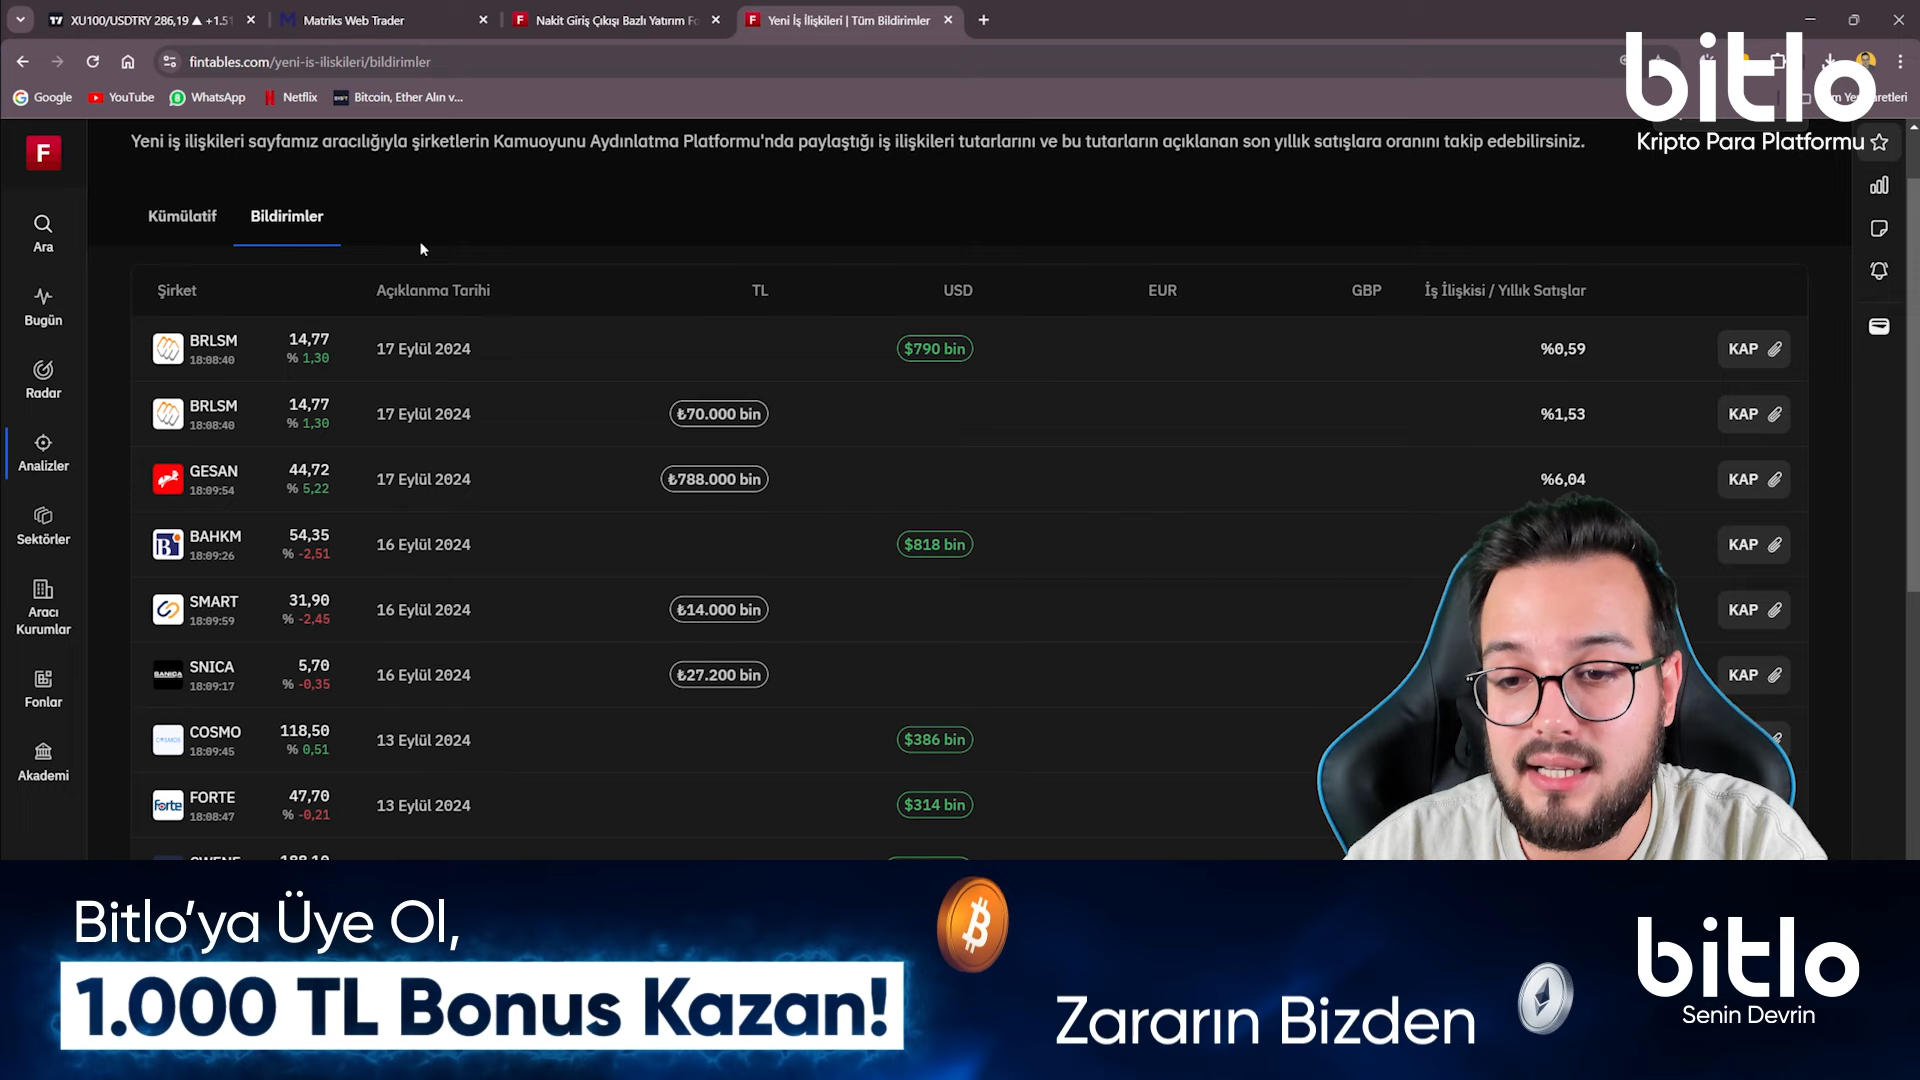 XU100/USDTRY 286,19 ▲ +1.51
Matriks Web Trader
Nakit Giriş Çıkışı Bazlı Yatırım Fo
Yeni İş İlişkileri | Tüm Bildirimler
fintables.com/yeni-is-iliskileri/bildirimler
Google
YouTube
WhatsApp
Netflix
Bitcoin, Ether Alın v...
bitlo
Kripto Para Platformu
Yeni iş ilişkileri sayfamız aracılığıyla şirketlerin Kamuoyunu Aydınlatma Platformu'nda paylaştığı iş ilişkileri tutarlarını ve bu tutarların açıklanan son yıllık satışlara oranını takip edebilirsiniz.
F
Ara
Bugün
Radar
Analizler
Sektörler
Aracı
Kurumlar
Fonlar
Akademi
Kümülatif
Bildirimler
Şirket Açıklanma Tarihi TL USD EUR GBP İş İlişkisi / Yıllık Satışlar
BRLSM 14,77 17 Eylül 2024 $790 bin %0,59 KAP
18:08:40 % 1,30
BRLSM 14,77 17 Eylül 2024 ₺70.000 bin %1,53 KAP
18:08:40 % 1,30
GESAN 44,72 17 Eylül 2024 ₺788.000 bin %6,04 KAP
18:09:54 % 5,22
BAHKM 54,35 16 Eylül 2024 $818 bin KAP
18:09:26 % -2,51
SMART 31,90 16 Eylül 2024 ₺14.000 bin KAP
18:09:59 % -2,45
SNICA 5,70 16 Eylül 2024 ₺27.200 bin KAP
18:09:17 % -0,35
COSMO 118,50 13 Eylül 2024 $386 bin
18:09:45 % 0,51
FORTE 47,70 13 Eylül 2024 $314 bin
18:08:47 % -0,21
Bitlo'ya Üye Ol,
1.000 TL Bonus Kazan!
Zararın Bizden
bitlo
Senin Devrin